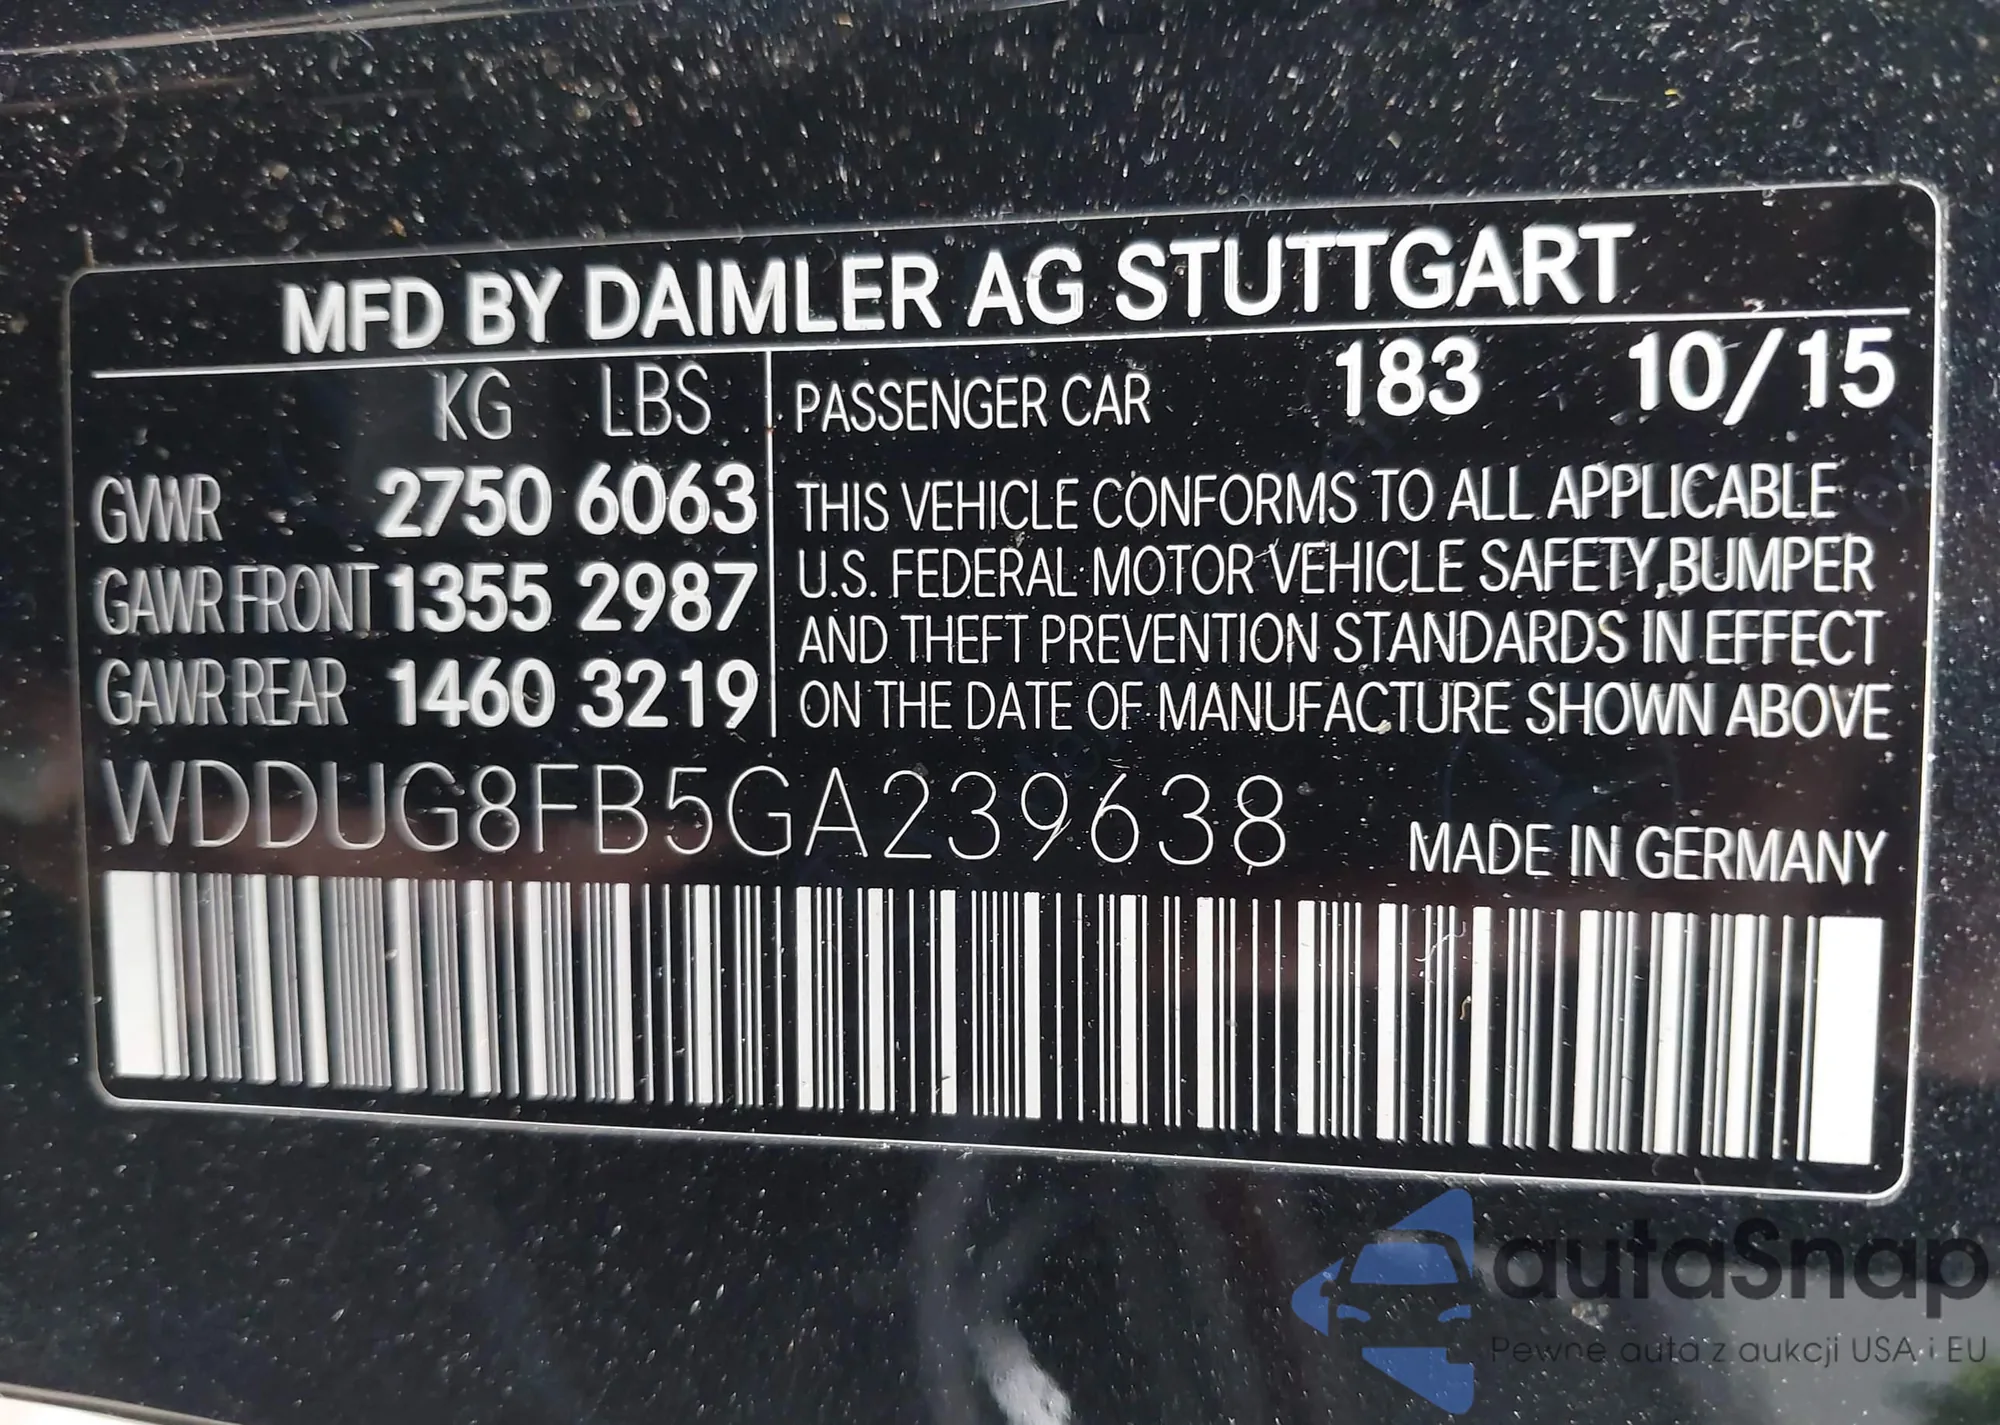 MFD BY DAIMLER AG STUTTGART
KG LBS
GVWR 2750 6063
GAWR FRONT 1355 2987
GAWR REAR 1460 3219
PASSENGER CAR 183 10/15
THIS VEHICLE CONFORMS TO ALL APPLICABLE
U.S. FEDERAL MOTOR VEHICLE SAFETY, BUMPER
AND THEFT PREVENTION STANDARDS IN EFFECT
ON THE DATE OF MANUFACTURE SHOWN ABOVE
WDDUG8FB5GA239638
MADE IN GERMANY
autaSnap
Pewne auta z aukcji USA i EU